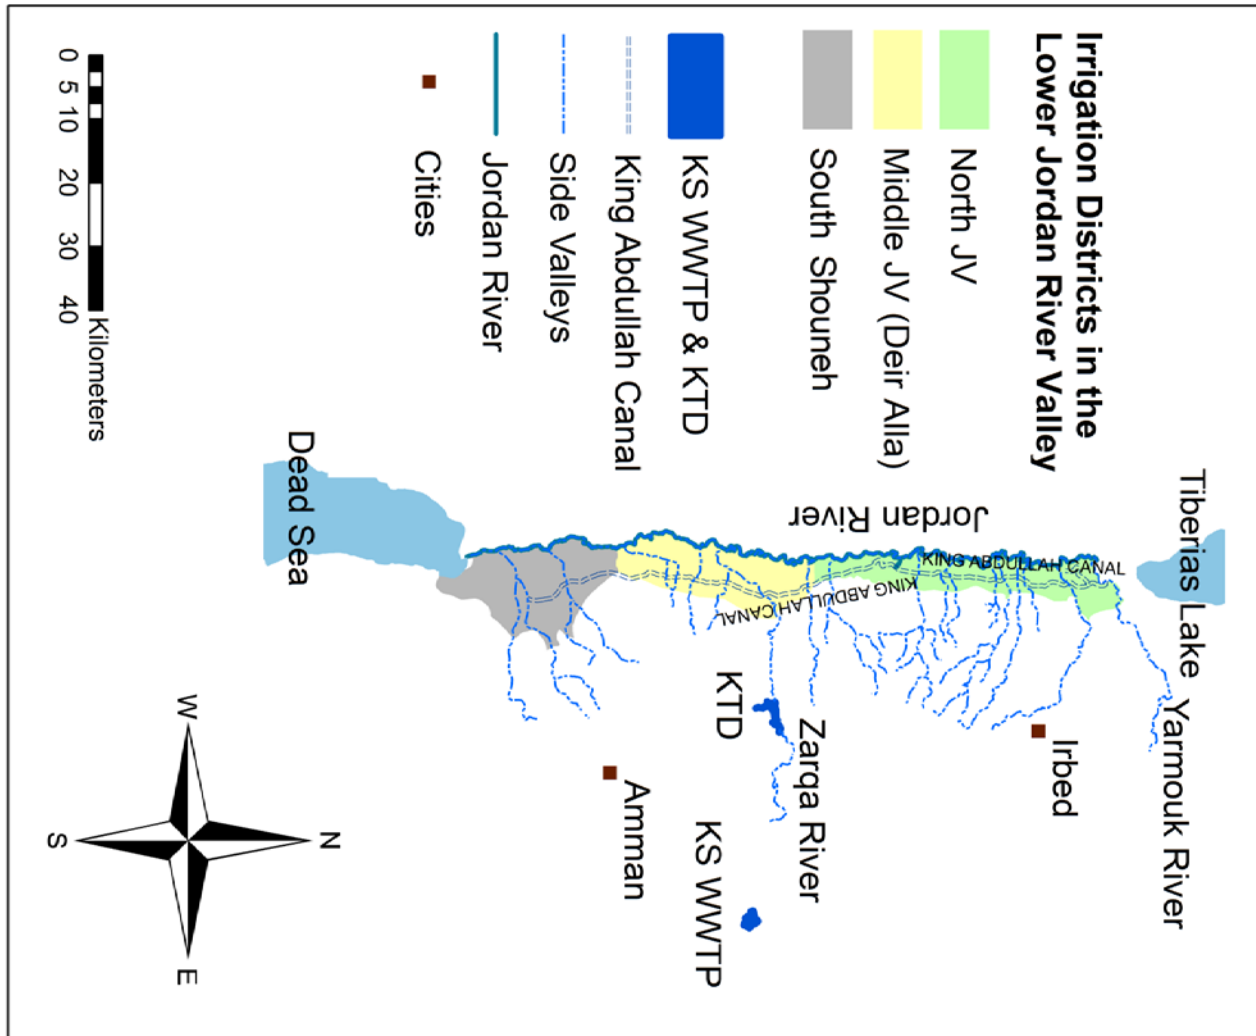 Irrigation Districts in the
Lower Jordan River Valley
North JV
Middle JV (Deir Alla)
South Shouneh
KS WWTP & KTD
King Abdullah Canal
Side Valleys
Jordan River
Cities
0 5 10 20 30 40
Kilometers
Tiberias Lake
Yarmouk River
KING ABDULLAH CANAL
Jordan River
Irbed
KING ABDULLAH CANAL
Zarqa River
KTD
KS WWTP
Amman
Dead Sea
N
W
E
S